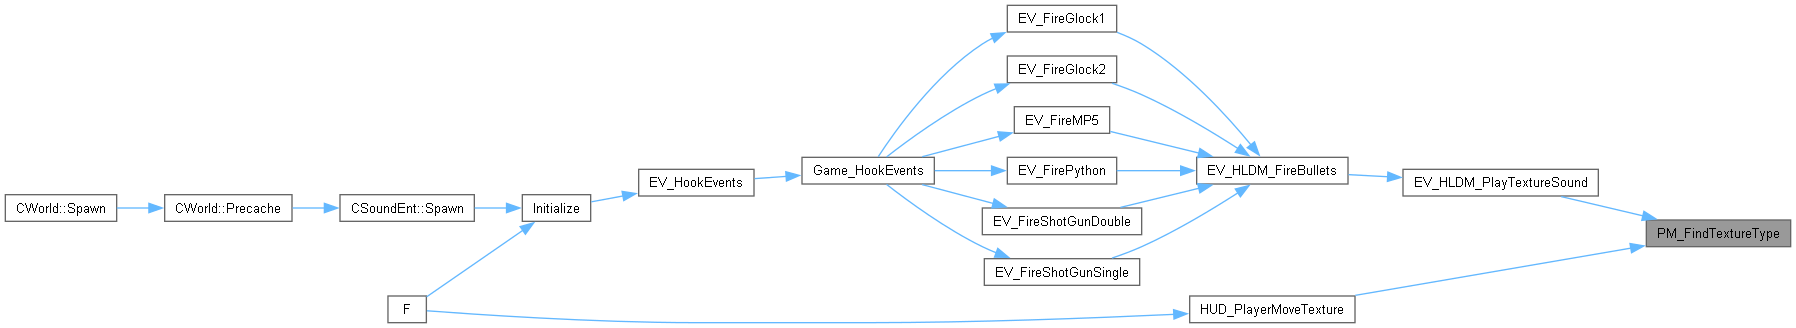 EV_FireGlock1
EV_FireGlock2
EV_FireMP5
Game_HookEvents
EV_FirePython
EV_HLDM_FireBullets
EV_HookEvents
EV_HLDM_PlayTextureSound
CWorld::Spawn
CWorld::Precache
CSoundEnt::Spawn
Initialize
EV_FireShotGunDouble
PM_FindTextureType
EV_FireShotGunSingle
F
HUD_PlayerMoveTexture